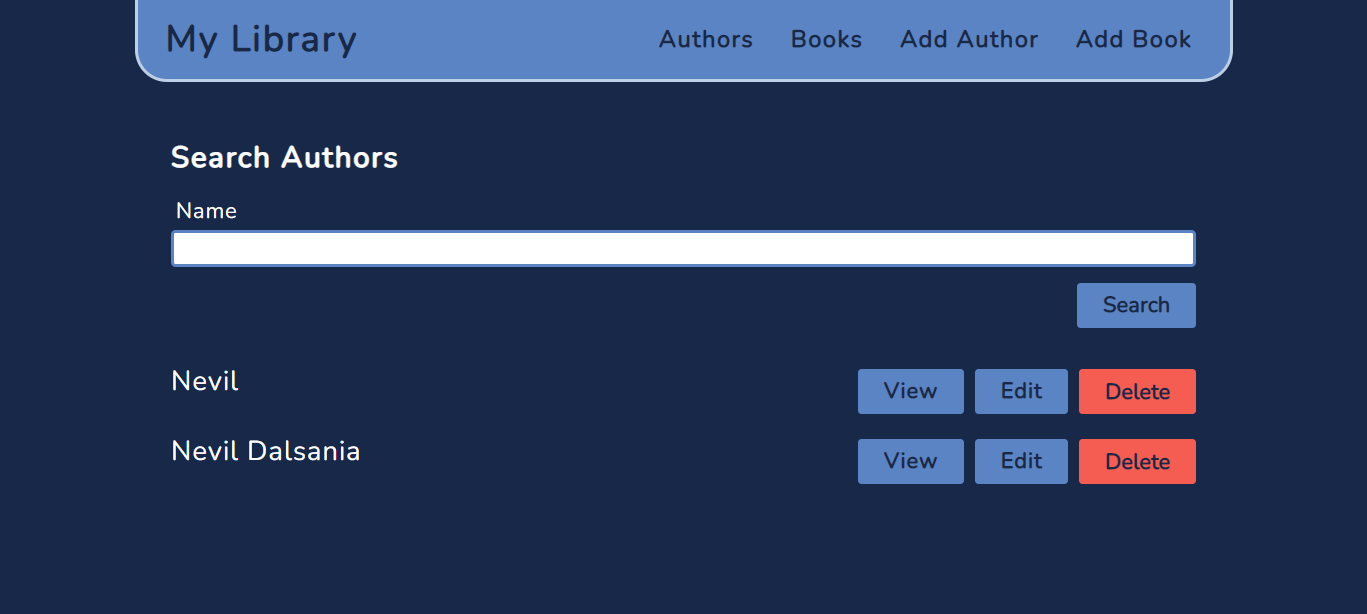 My Library Authors Books Add Author Add Book
Search Authors
Name
Search
Nevil View Edit Delete
Nevil Dalsania View Edit Delete